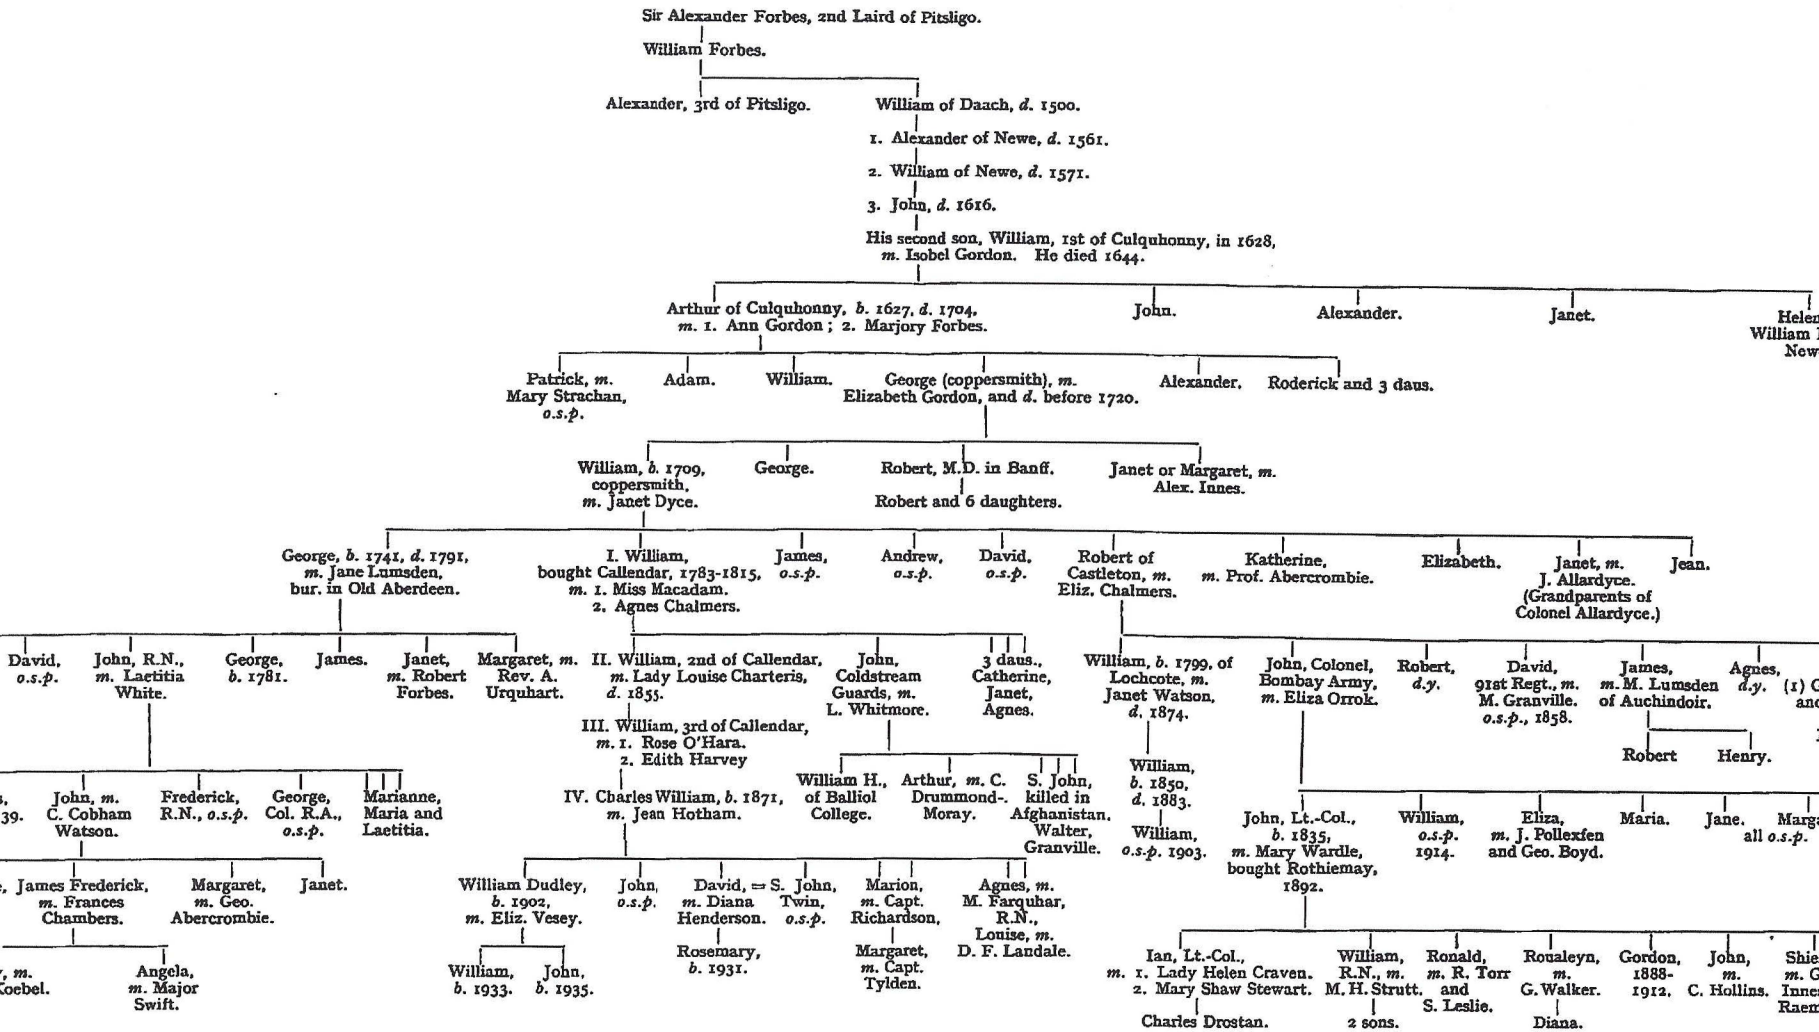 Sir Alexander Forbes, 2nd Laird of Pitsligo.
William Forbes.
Alexander, 3rd of Pitsligo.
William of Daach, d. 1500.
1. Alexander of Newe, d. 1561.
2. William of Newe, d. 1571.
3. John, d. 1616.
His second son, William, 1st of Culquhonny, in 1628,
m. Isobel Gordon. He died 1644.
Arthur of Culquhonny, b. 1627, d. 1704,
m. 1. Ann Gordon; 2. Marjory Forbes.
John.
Alexander.
Janet.
Helen
William
New
Patrick, m.
Mary Strachan,
o.s.p.
Adam.
William.
George (coppersmith), m.
Elizabeth Gordon, and d. before 1720.
Alexander,
Roderick and 3 daus.
William, b. 1709,
coppersmith,
m. Janet Dyce.
George.
Robert, M.D. in Banff.
Robert and 6 daughters.
Janet or Margaret, m.
Alex. Innes.
George, b. 1741, d. 1791,
m. Jane Lumsden,
bur. in Old Aberdeen.
I. William,
bought Callendar, 1783-1815,
m. 1. Miss Macadam.
2. Agnes Chalmers.
James,
o.s.p.
Andrew,
o.s.p.
David,
o.s.p.
Robert of
Castleton, m.
Eliz. Chalmers.
Katherine,
m. Prof. Abercrombie.
Elizabeth.
Janet, m.
J. Allardyce.
(Grandparents of
Colonel Allardyce.)
Jean.
David,
o.s.p.
John, R.N.,
m. Laetitia
White.
George,
b. 1781.
James.
Janet,
m. Robert
Forbes.
Margaret, m.
Rev. A.
Urquhart.
II. William, 2nd of Callendar,
m. Lady Louise Charteris,
d. 1855.
John,
Coldstream
Guards, m.
L. Whitmore.
3 daus.,
Catherine,
Janet,
Agnes.
William, b. 1799, of
Lochcote, m.
Janet Watson,
d. 1874.
John, Colonel,
Bombay Army,
m. Eliza Orrok.
Robert,
d.y.
David,
91st Regt., m.
M. Granville.
o.s.p., 1858.
James,
m. M. Lumsden
of Auchindoir.
Agnes,
d.y.
(1) G
and
III. William, 3rd of Callendar,
m. 1. Rose O'Hara.
2. Edith Harvey
William,
b. 1850,
d. 1883.
William,
o.s.p. 1903.
Robert
Henry.
39.
John, m.
C. Cobham
Watson.
Frederick,
R.N., o.s.p.
George,
Col. R.A.,
o.s.p.
Marianne,
Maria and
Laetitia.
IV. Charles William, b. 1871,
m. Jean Hotham.
William H.,
of Balliol
College.
Arthur, m. C.
Drummond-.
Moray.
S. John,
killed in
Afghanistan.
Walter,
Granville.
John, Lt.-Col.,
b. 1835,
m. Mary Wardle,
bought Rothiemay,
1892.
William,
o.s.p.
1914.
Eliza,
m. J. Pollexfen
and Geo. Boyd.
Maria.
Jane.
Marga
all o.s.p.
James Frederick,
m. Frances
Chambers.
Margaret,
m. Geo.
Abercrombie.
Janet.
William Dudley,
b. 1902,
m. Eliz. Vesey.
John,
o.s.p.
David, =
m. Diana
Henderson.
S. John,
Twin,
o.s.p.
Marion,
m. Capt.
Richardson,
Agnes, m.
M. Farquhar,
R.N.,
Louise, m.
D. F. Landale.
, m.
Koebel.
Angela,
m. Major
Swift.
William,
b. 1933.
John,
b. 1935.
Rosemary,
b. 1931.
Margaret,
m. Capt.
Tylden.
Ian, Lt.-Col.,
m. 1. Lady Helen Craven.
2. Mary Shaw Stewart.
Charles Drostan.
William,
R.N., m.
M. H. Strutt.
2 sons.
Ronald,
m. R. Torr
and
S. Leslie.
Roualeyn,
m.
G. Walker.
Diana.
Gordon,
1888-
1912.
John,
m.
C. Hollins.
Shie
m. G
Innes
Raem